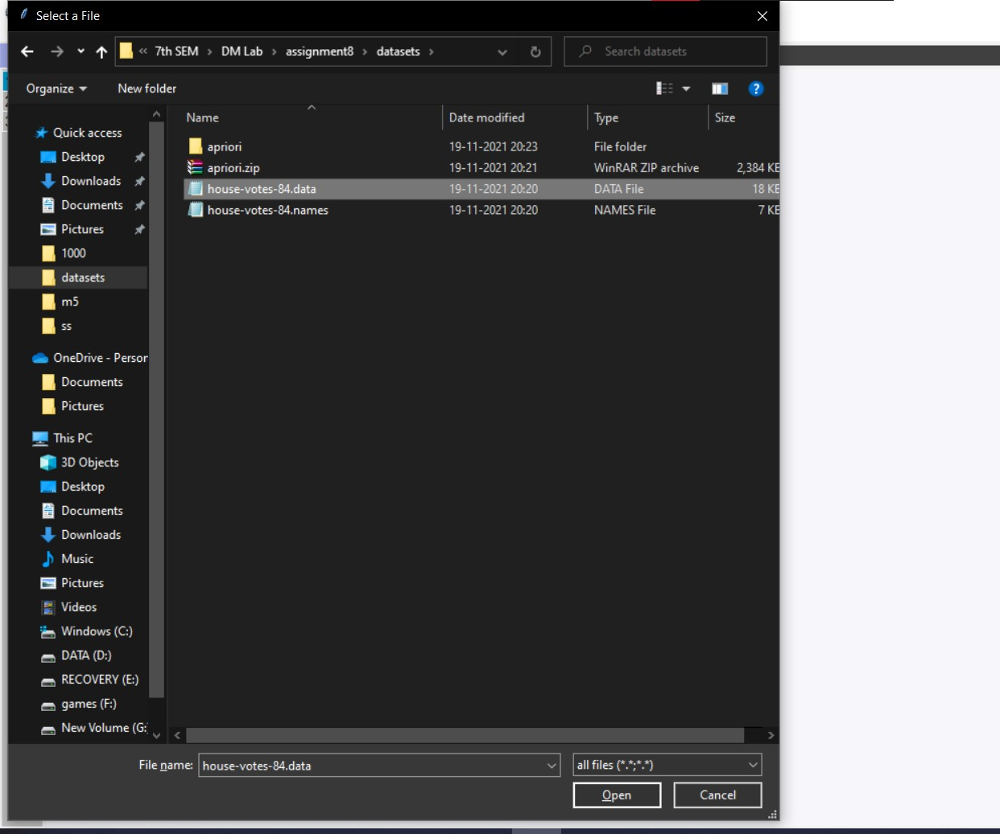 Select a File
« 7th SEM > DM Lab > assignment8 > datasets >
Search datasets
Organize
New folder
?
Name
Date modified
Type
Size
apriori 19-11-2021 20:23 File folder
apriori.zip 19-11-2021 20:21 WinRAR ZIP archive 2,384 KB
house-votes-84.data 19-11-2021 20:20 DATA File 18 KB
house-votes-84.names 19-11-2021 20:20 NAMES File 7 KB
Quick access
Desktop
Downloads
Documents
Pictures
1000
datasets
m5
ss
OneDrive - Person
Documents
Pictures
This PC
3D Objects
Desktop
Documents
Downloads
Music
Pictures
Videos
Windows (C:)
DATA (D:)
RECOVERY (E:)
games (F:)
New Volume (G:
File name: house-votes-84.data
all files (*.*;*.*)
Open
Cancel